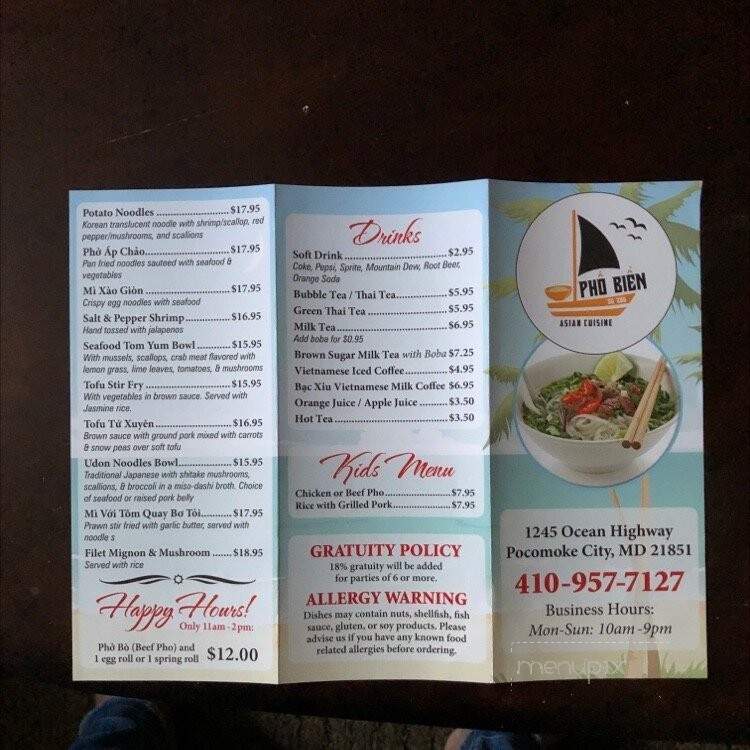 Potato Noodles ........................ $17.95
Korean translucent noodle with shrimp/scallop, red
pepper/mushrooms, and scallions
Phở Áp Chảo........................ $17.95
Pan fried noodles sauteed with seafood &
vegetables
Mì Xào Giòn ........................ $17.95
Crispy egg noodles with seafood
Salt & Pepper Shrimp ................ $16.95
Hand tossed with jalapenos
Seafood Tom Yum Bowl ............ $15.95
With mussels, scallops, crab meat flavored with
lemon grass, lime leaves, tomatoes, & mushrooms
Tofu Stir Fry ........................ $15.95
With vegetables in brown sauce. Served with
Jasmine rice.
Tofu Tứ Xuyên ........................ $16.95
Brown sauce with ground pork mixed with carrots
& snow peas over soft tofu
Udon Noodles Bowl................ $15.95
Traditional Japanese with shitake mushrooms,
scallions, & broccoli in a miso-dashi broth. Choice
of seafood or raised pork belly
Mì Với Tôm Quay Bơ Tỏi........ $17.95
Prawn stir fried with garlic butter, served with
noodle s
Filet Mignon & Mushroom ...... $18.95
Served with rice
Happy Hours!
Only 11am - 2pm:
Phở Bò (Beef Pho) and
1 egg roll or 1 spring roll $12.00
Drinks
Soft Drink ........................ $2.95
Coke, Pepsi, Sprite, Mountain Dew, Root Beer,
Orange Soda
Bubble Tea / Thai Tea............ $5.95
Green Thai Tea .................... $5.95
Milk Tea ............................ $6.95
Add boba for $0.95
Brown Sugar Milk Tea with Boba $7.25
Vietnamese Iced Coffee............ $4.95
Bạc Xỉu Vietnamese Milk Coffee $6.95
Orange Juice / Apple Juice ........ $3.50
Hot Tea ............................ $3.50
Kids Menu
Chicken or Beef Pho.................... $7.95
Rice with Grilled Pork.................. $7.95
GRATUITY POLICY
18% gratuity will be added
for parties of 6 or more.
ALLERGY WARNING
Dishes may contain nuts, shellfish, fish
sauce, gluten, or soy products. Please
advise us if you have any known food
related allergies before ordering.
PHỞ BIỂN
ASIAN CUISINE
1245 Ocean Highway
Pocomoke City, MD 21851
410-957-7127
Business Hours:
Mon-Sun: 10am -9pm
menupix